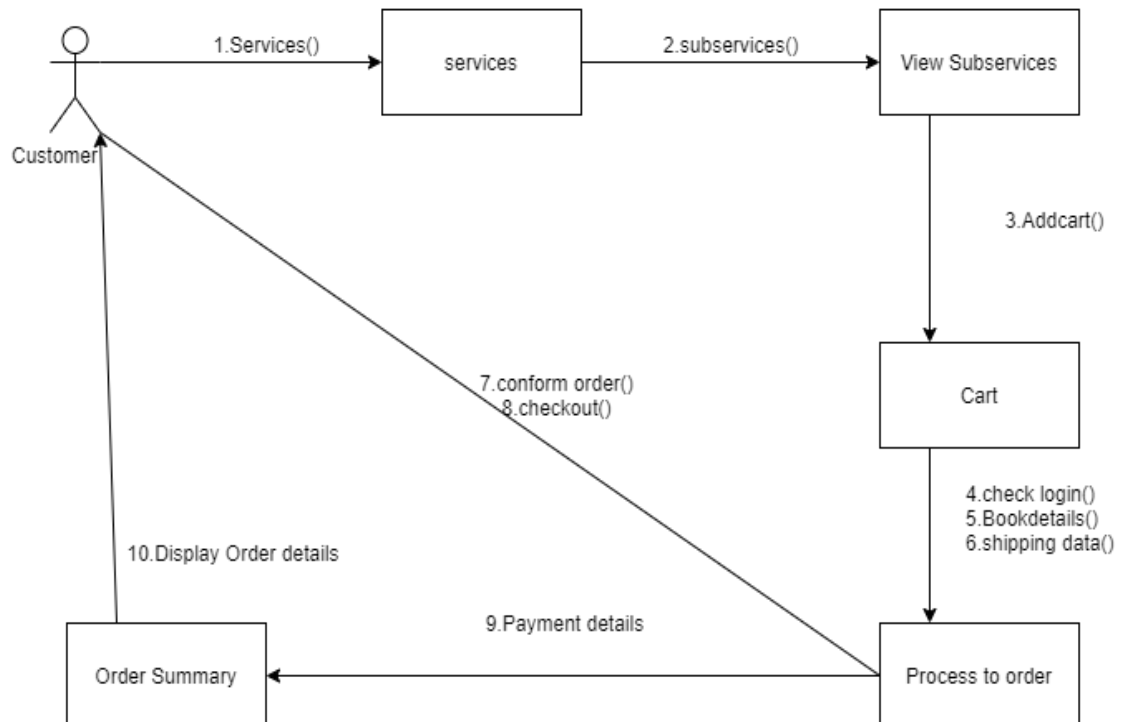 1.Services()
services
2.subservices()
View Subservices
Customer
3.Addcart()
Cart
7.conform order()
8.checkout()
4.check login()
5.Bookdetails()
6.shipping data()
10.Display Order details
9.Payment details
Order Summary
Process to order